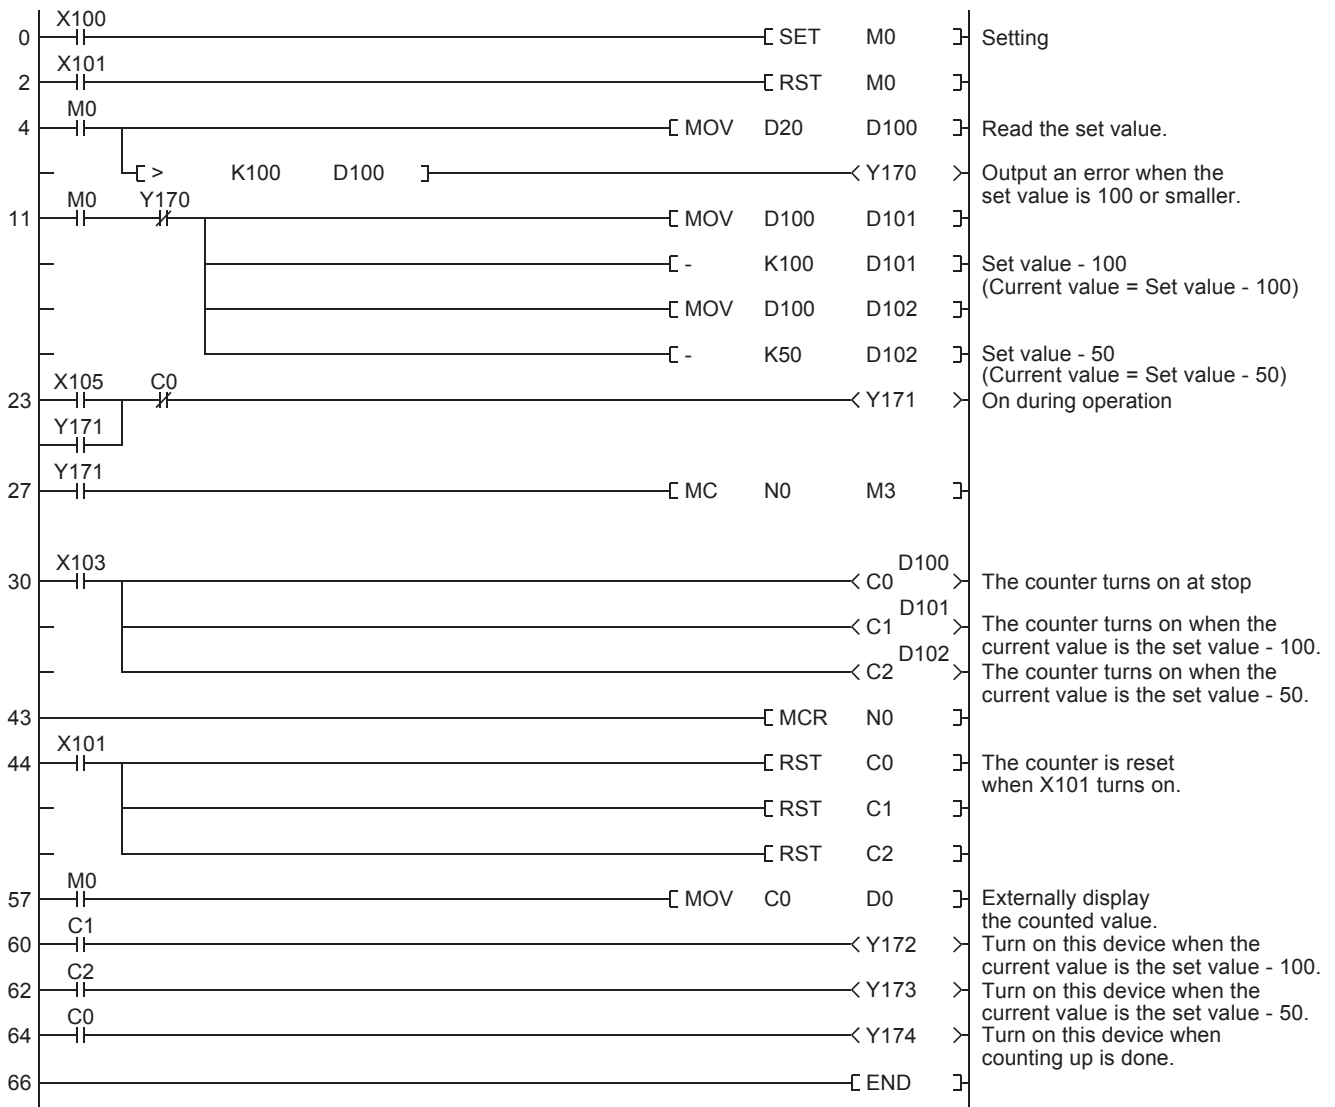 X100
0 SET M0 Setting
X101
2 RST M0
M0
4 MOV D20 D100 Read the set value.
> K100 D100 Y170 Output an error when the
set value is 100 or smaller.
M0 Y170
11 MOV D100 D101
- K100 D101 Set value - 100
(Current value = Set value - 100)
MOV D100 D102
- K50 D102 Set value - 50
(Current value = Set value - 50)
X105 C0
23 Y171 On during operation
Y171
Y171
27 MC N0 M3
X103 D100
30 C0 The counter turns on at stop
D101
C1 The counter turns on when the
current value is the set value - 100.
D102
C2 The counter turns on when the
current value is the set value - 50.
43 MCR N0
X101
44 RST C0 The counter is reset
when X101 turns on.
RST C1
RST C2
M0
57 MOV C0 D0 Externally display
the counted value.
C1
60 Y172 Turn on this device when the
current value is the set value - 100.
C2
62 Y173 Turn on this device when the
current value is the set value - 50.
C0
64 Y174 Turn on this device when
counting up is done.
66 END